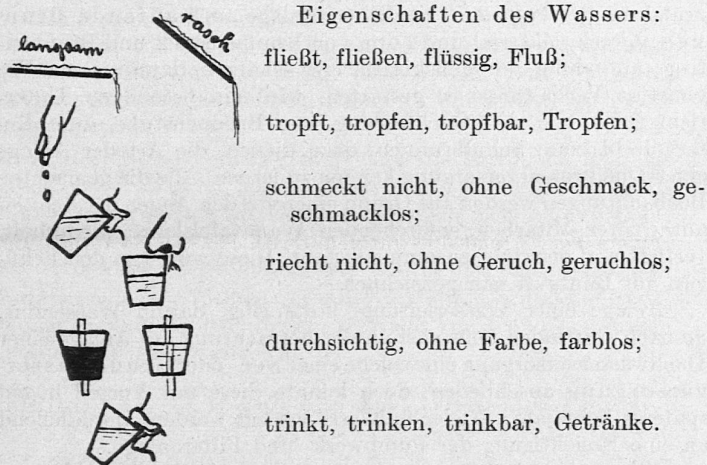 Eigenschaften des Wassers:
langsam
rasch
fließt, fließen, flüssig, Fluß;
tropft, tropfen, tropfbar, Tropfen;
schmeckt nicht, ohne Geschmack, ge-
schmacklos;
riecht nicht, ohne Geruch, geruchlos;
durchsichtig, ohne Farbe, farblos;
trinkt, trinken, trinkbar, Getränke.